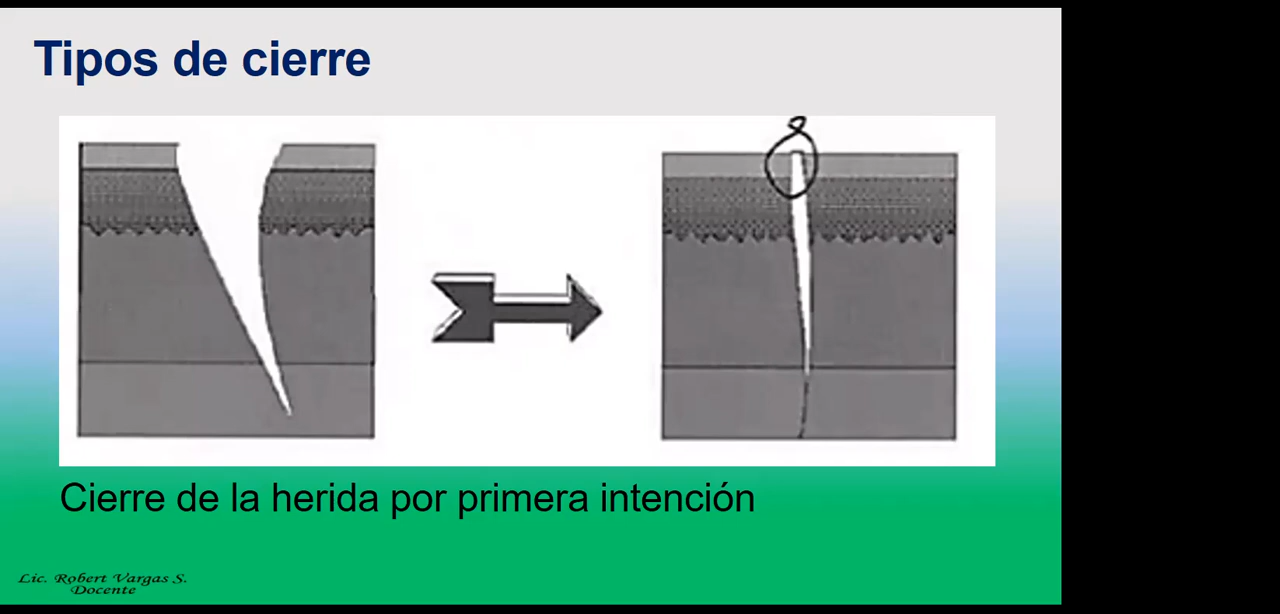 Tipos de cierre
Cierre de la herida por primera intención
Lic. Robert Vargas S.
Docente